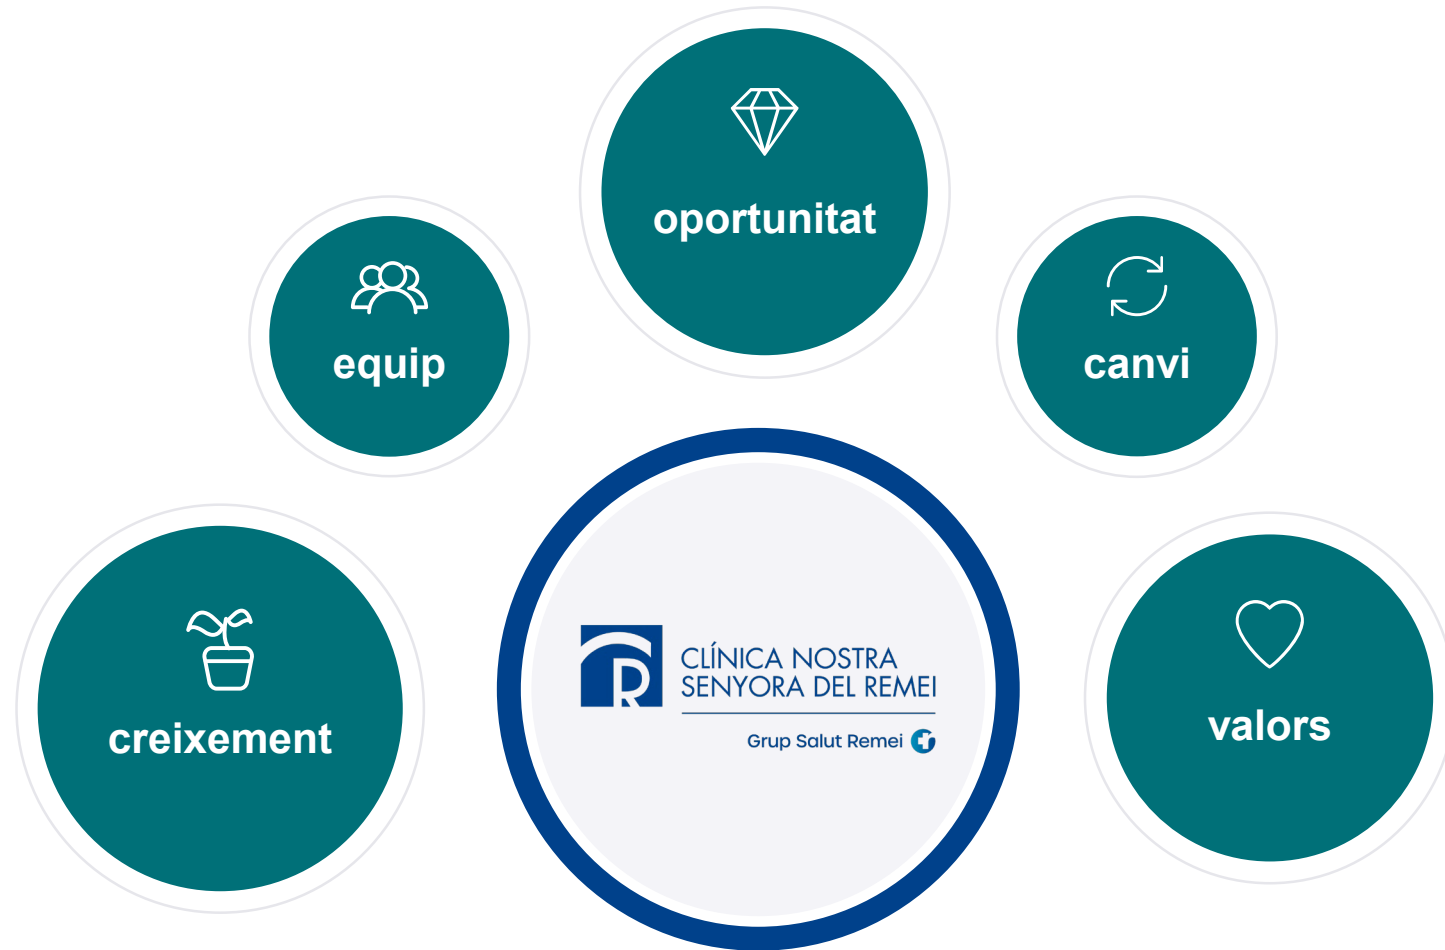 oportunitat
equip
canvi
CLÍNICA NOSTRA
SENYORA DEL REMEI
Grup Salut Remei
creixement
valors